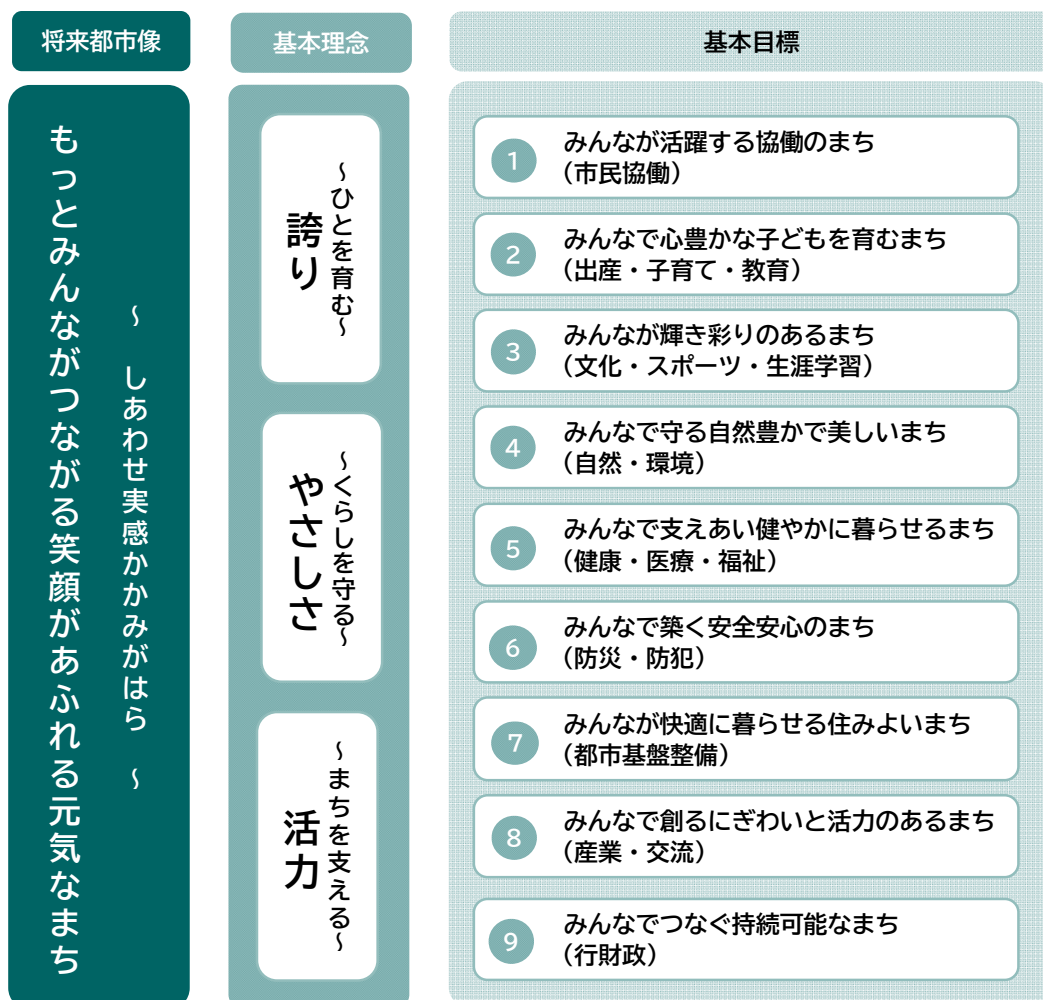 将来都市像
もっとみんながつながる笑顔があふれる元気なまち
~ しあわせ実感かかみがはら ~
基本理念
~ひとを育む~
誇り
~くらしを守る~
やさしさ
~まちを支える~
活力
基本目標
1 みんなが活躍する協働のまち
(市民協働)
2 みんなで心豊かな子どもを育むまち
(出産・子育て・教育)
3 みんなが輝き彩りのあるまち
(文化・スポーツ・生涯学習)
4 みんなで守る自然豊かで美しいまち
(自然・環境)
5 みんなで支えあい健やかに暮らせるまち
(健康・医療・福祉)
6 みんなで築く安全安心のまち
(防災・防犯)
7 みんなが快適に暮らせる住みよいまち
(都市基盤整備)
8 みんなで創るにぎわいと活力のあるまち
(産業・交流)
9 みんなでつなぐ持続可能なまち
(行財政)